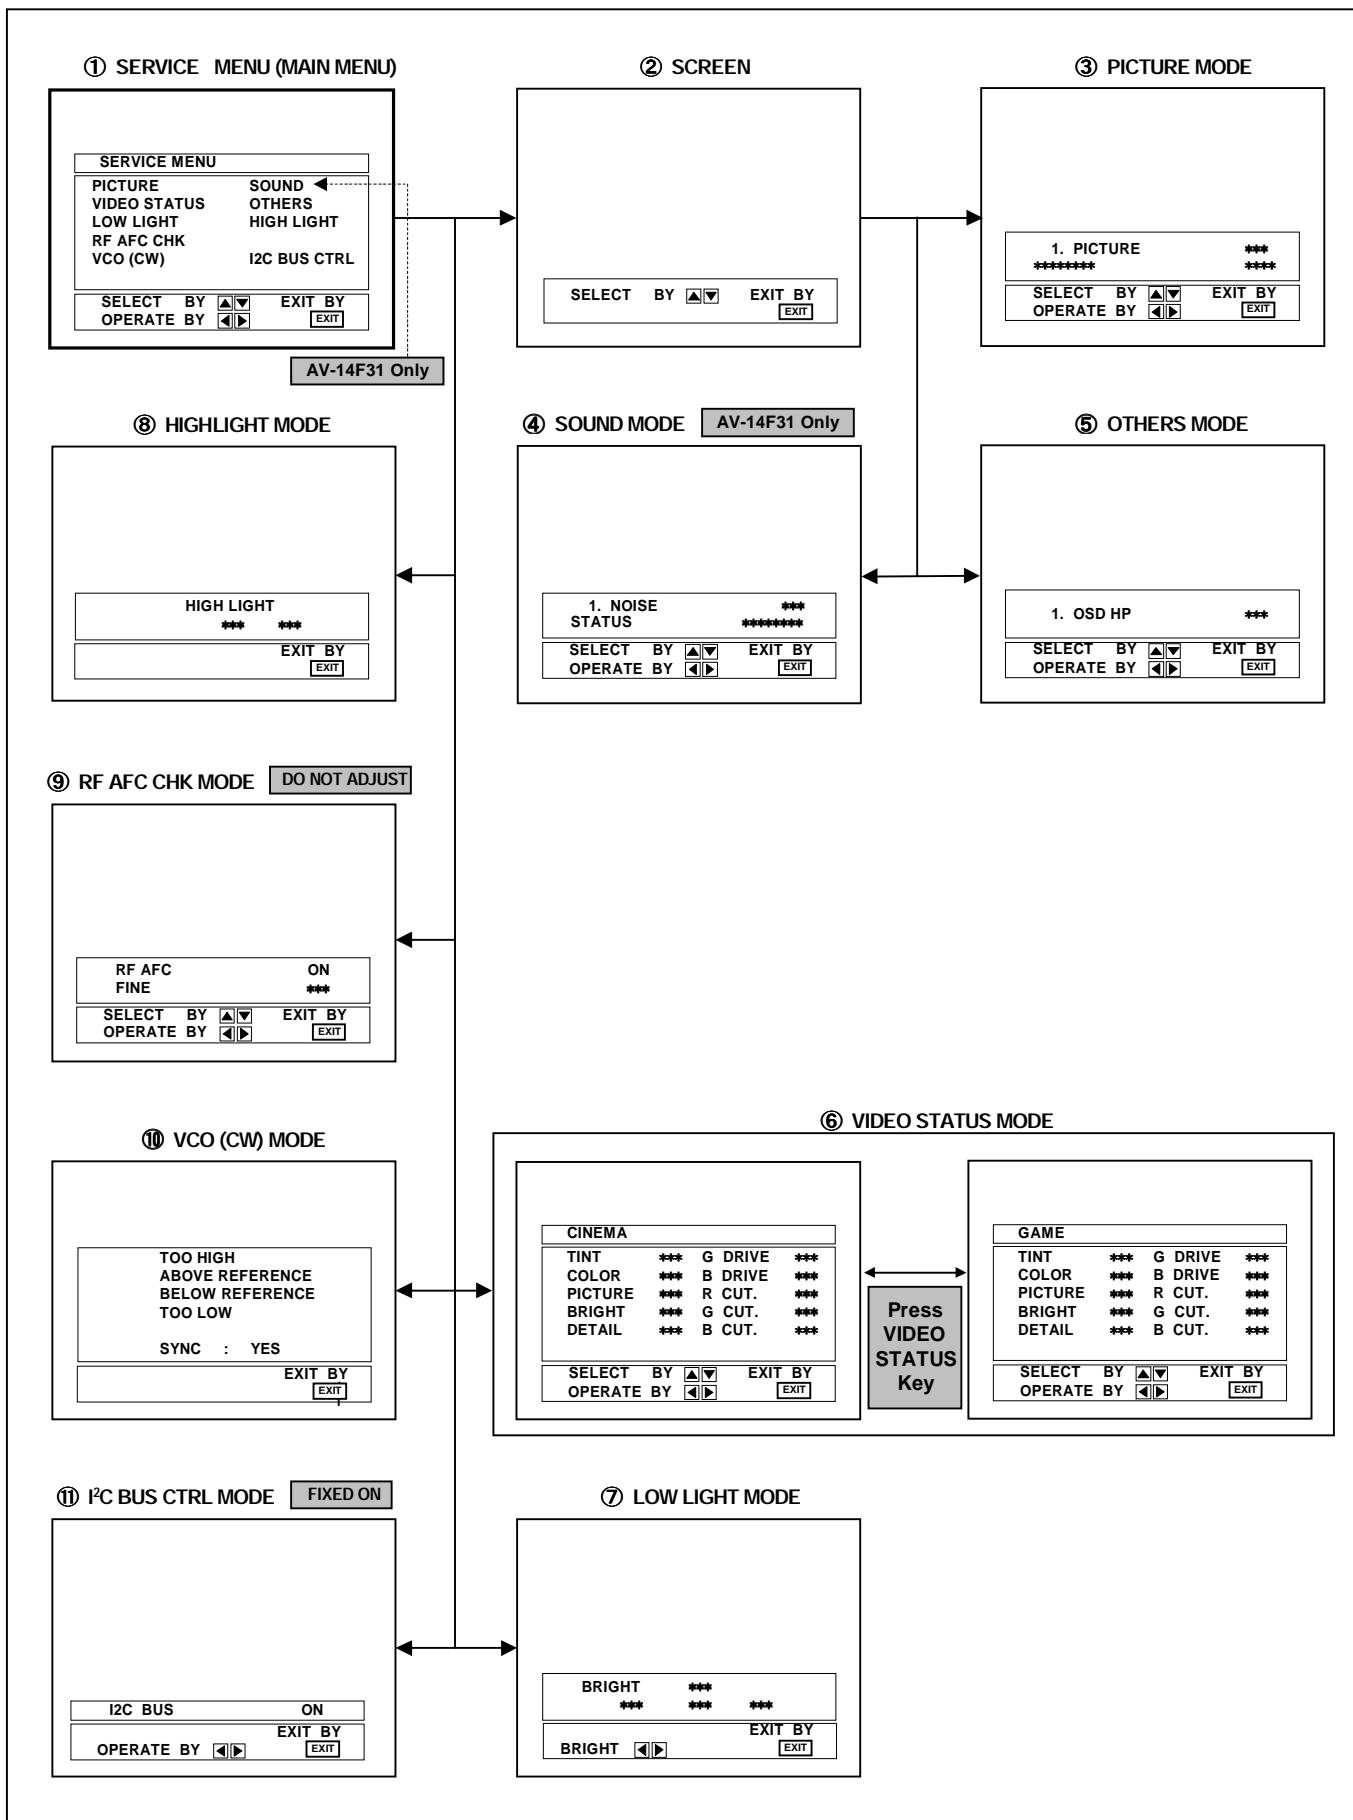 ① SERVICE MENU (MAIN MENU)
SERVICE MENU
PICTURE SOUND
VIDEO STATUS OTHERS
LOW LIGHT HIGH LIGHT
RF AFC CHK
VCO (CW) I2C BUS CTRL
SELECT BY ▲▼ EXIT BY
OPERATE BY ◀▶ EXIT
AV-14F31 Only
② SCREEN
SELECT BY ▲▼ EXIT BY
EXIT
③ PICTURE MODE
1. PICTURE ***
******** ****
SELECT BY ▲▼ EXIT BY
OPERATE BY ◀▶ EXIT
⑧ HIGHLIGHT MODE
HIGH LIGHT
*** ***
EXIT BY
EXIT
④ SOUND MODE AV-14F31 Only
1. NOISE ***
STATUS ********
SELECT BY ▲▼ EXIT BY
OPERATE BY ◀▶ EXIT
⑤ OTHERS MODE
1. OSD HP ***
SELECT BY ▲▼ EXIT BY
OPERATE BY ◀▶ EXIT
⑨ RF AFC CHK MODE DO NOT ADJUST
RF AFC ON
FINE ***
SELECT BY ▲▼ EXIT BY
OPERATE BY ◀▶ EXIT
⑩ VCO (CW) MODE
TOO HIGH
ABOVE REFERENCE
BELOW REFERENCE
TOO LOW
SYNC : YES
EXIT BY
EXIT
⑥ VIDEO STATUS MODE
CINEMA
TINT *** G DRIVE ***
COLOR *** B DRIVE ***
PICTURE *** R CUT. ***
BRIGHT *** G CUT. ***
DETAIL *** B CUT. ***
SELECT BY ▲▼ EXIT BY
OPERATE BY ◀▶ EXIT
Press
VIDEO
STATUS
Key
GAME
TINT *** G DRIVE ***
COLOR *** B DRIVE ***
PICTURE *** R CUT. ***
BRIGHT *** G CUT. ***
DETAIL *** B CUT. ***
SELECT BY ▲▼ EXIT BY
OPERATE BY ◀▶ EXIT
⑪ I²C BUS CTRL MODE FIXED ON
I2C BUS ON
EXIT BY
OPERATE BY ◀▶ EXIT
⑦ LOW LIGHT MODE
BRIGHT ***
*** *** ***
EXIT BY
BRIGHT ◀▶ EXIT